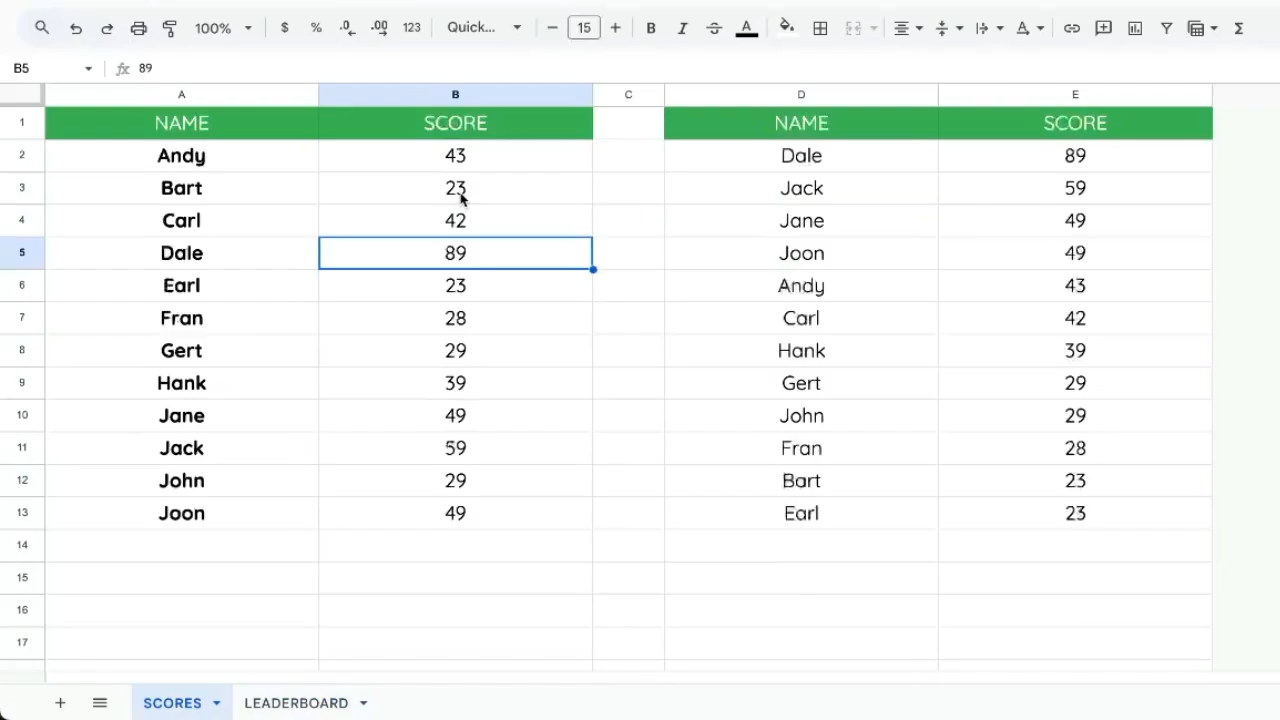 100% $ % .0 .00 123 Quick... 15 B I S A A Σ
B5 fx 89
A B C D E
1 NAME SCORE NAME SCORE
2 Andy 43 Dale 89
3 Bart 23 Jack 59
4 Carl 42 Jane 49
5 Dale 89 Joon 49
6 Earl 23 Andy 43
7 Fran 28 Carl 42
8 Gert 29 Hank 39
9 Hank 39 Gert 29
10 Jane 49 John 29
11 Jack 59 Fran 28
12 John 29 Bart 23
13 Joon 49 Earl 23
14
15
16
17
SCORES LEADERBOARD